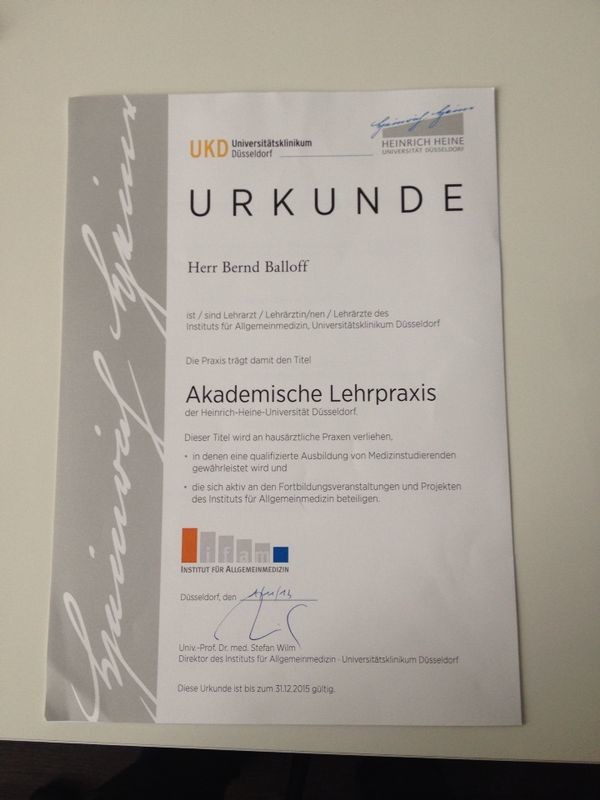 UKD Universitätsklinikum
Düsseldorf
Heinrich Heine
HEINRICH HEINE
UNIVERSITÄT DÜSSELDORF
URKUNDE
Herr Bernd Balloff
ist / sind Lehrarzt / Lehrärztin/nen / Lehrärzte des
Instituts für Allgemeinmedizin, Universitätsklinikum Düsseldorf
Die Praxis trägt damit den Titel
Akademische Lehrpraxis
der Heinrich-Heine-Universität Düsseldorf.
Dieser Titel wird an hausärztliche Praxen verliehen,
• in denen eine qualifizierte Ausbildung von Medizinstudierenden
gewährleistet wird und
• die sich aktiv an den Fortbildungsveranstaltungen und Projekten
des Instituts für Allgemeinmedizin beteiligen.
ifam
INSTITUT FÜR ALLGEMEINMEDIZIN
Düsseldorf, den
Univ.-Prof. Dr. med. Stefan Wilm
Direktor des Instituts für Allgemeinmedizin - Universitätsklinikum Düsseldorf
Diese Urkunde ist bis zum 31.12.2015 gültig.
Heinrich Heine